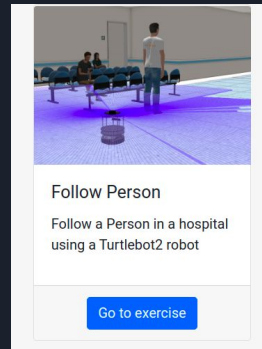 Follow Person
Follow a Person in a hospital
using a Turtlebot2 robot
Go to exercise